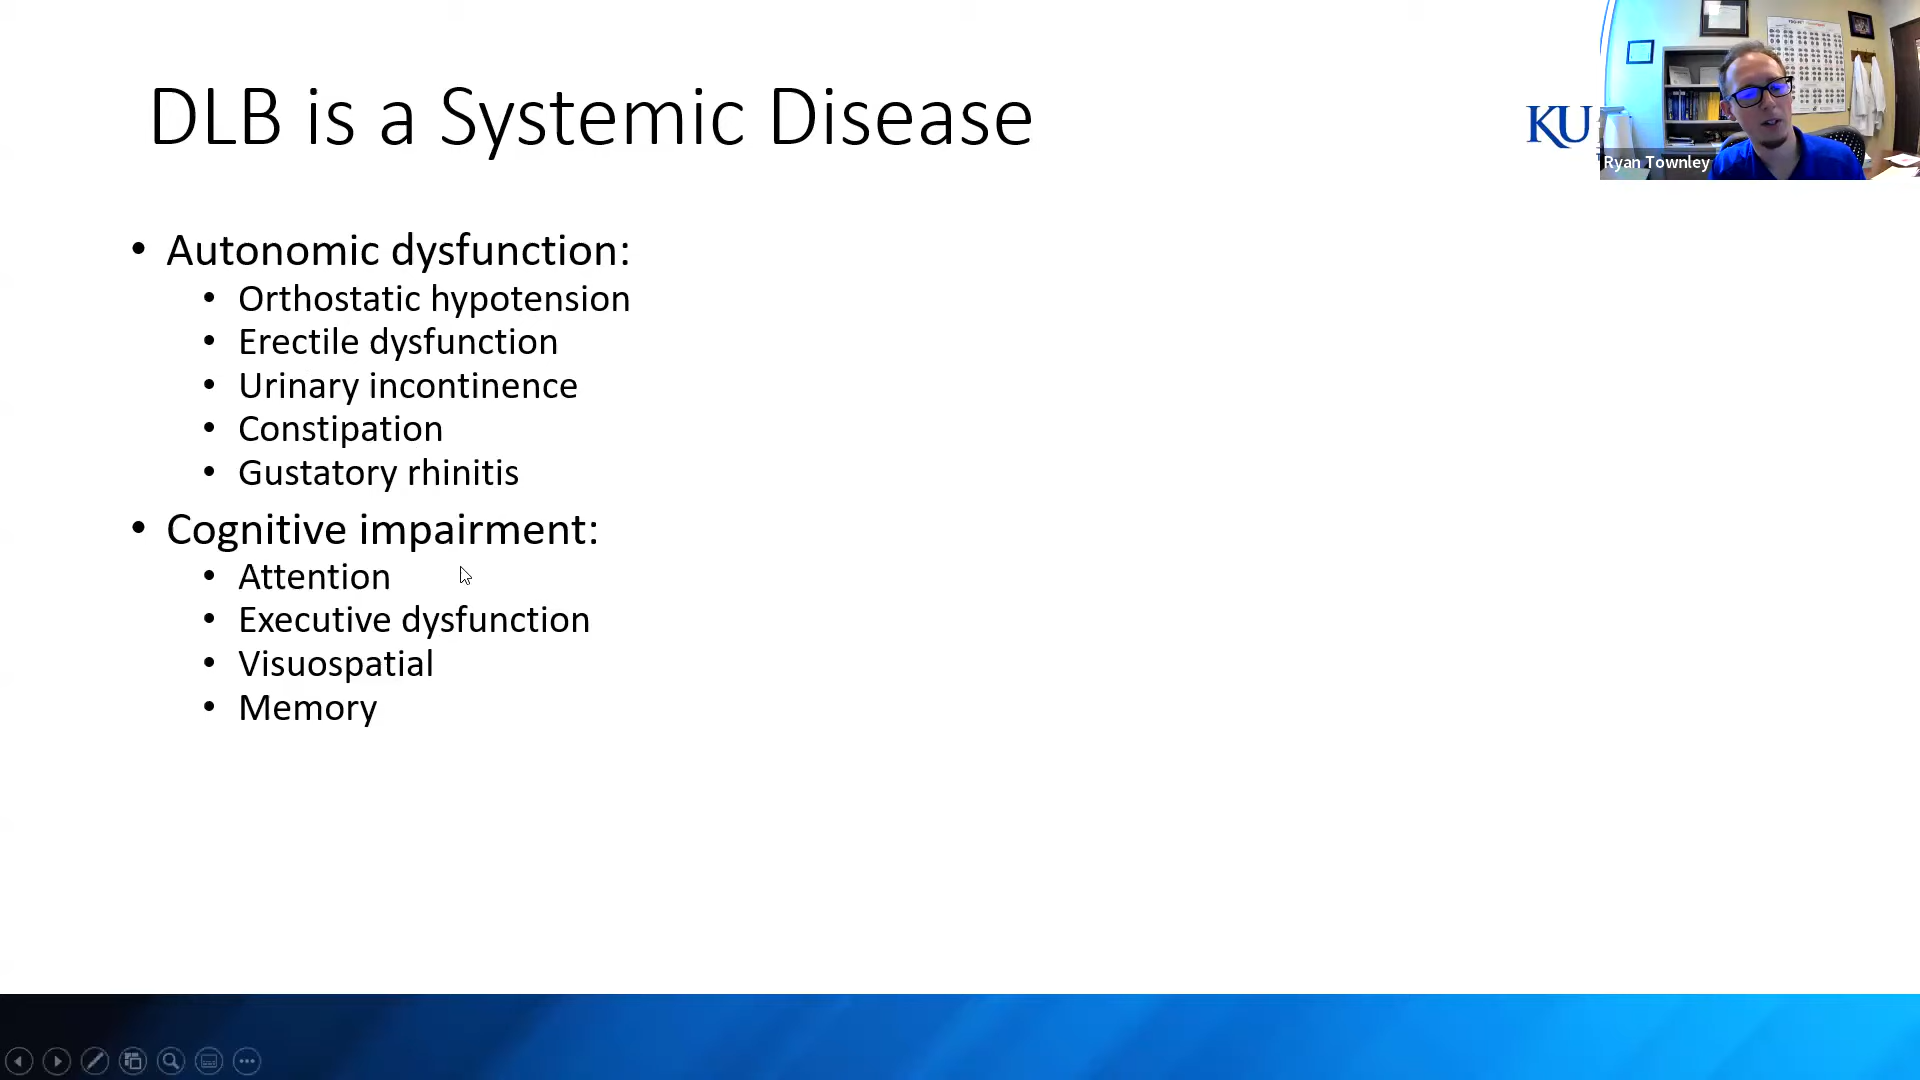 DLB is a Systemic Disease
KU
Ryan Townley
• Autonomic dysfunction:
• Orthostatic hypotension
• Erectile dysfunction
• Urinary incontinence
• Constipation
• Gustatory rhinitis
• Cognitive impairment:
• Attention
• Executive dysfunction
• Visuospatial
• Memory